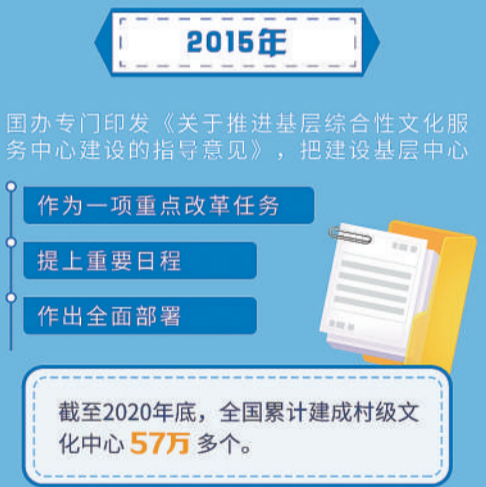 2015年
国办专门印发《关于推进基层综合性文化服
务中心建设的指导意见》，把建设基层中心
作为一项重点改革任务
提上重要日程
作出全面部署
截至2020年底，全国累计建成村级文
化中心 57万 多个。